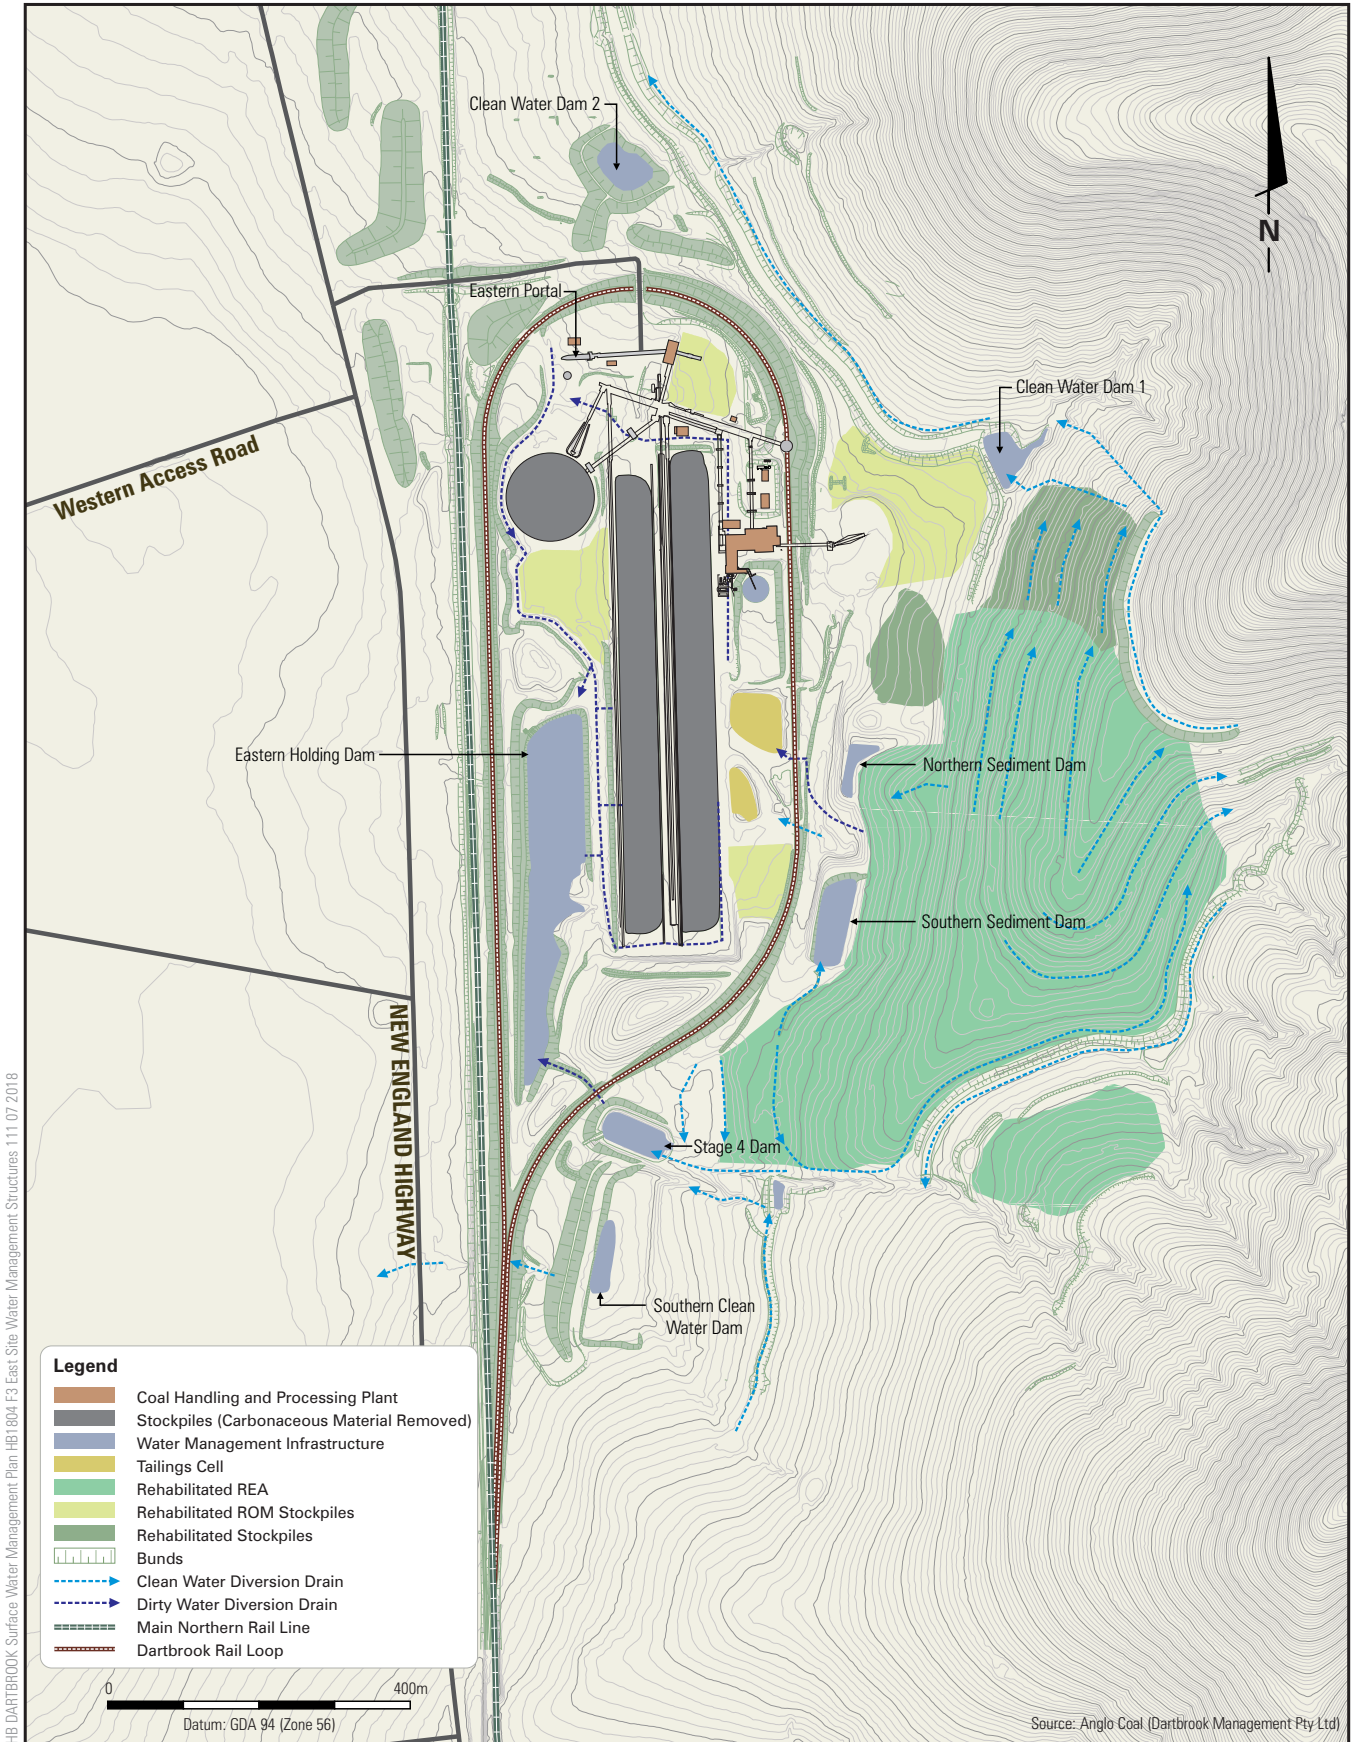 Clean Water Dam 2
N
Eastern Portal
Clean Water Dam 1
Western Access Road
Eastern Holding Dam
Northern Sediment Dam
Southern Sediment Dam
NEW ENGLAND HIGHWAY
Stage 4 Dam
Southern Clean
Water Dam
Legend
Coal Handling and Processing Plant
Stockpiles (Carbonaceous Material Removed)
Water Management Infrastructure
Tailings Cell
Rehabilitated REA
Rehabilitated ROM Stockpiles
Rehabilitated Stockpiles
Bunds
Clean Water Diversion Drain
Dirty Water Diversion Drain
Main Northern Rail Line
Dartbrook Rail Loop
0 400m
Datum: GDA 94 (Zone 56)
Source: Anglo Coal (Dartbrook Management Pty Ltd)
HB DARTBROOK Surface Water Management Plan HB1804 F3 East Site Water Management Structures 111 07 2018